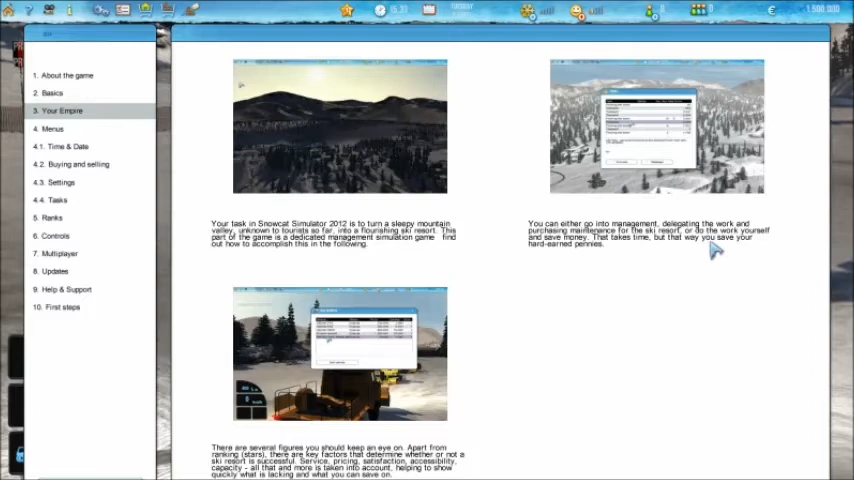 15:39
€
1.500.000
1. About the game
2. Basics
3. Your Empire
4. Menus
4.1. Time & Date
4.2. Buying and selling
4.3. Settings
4.4. Tasks
5. Ranks
6. Controls
7. Multiplayer
8. Updates
9. Help & Support
10. First steps
Your task in Snowcat Simulator 2012 is to turn a sleepy mountain
valley, unknown to tourists so far, into a flourishing ski resort. This
part of the game is a dedicated management simulation game find
out how to accomplish this in the following.
You can either go into management, delegating the work and
purchasing maintenance for the ski resort, or do the work yourself
and save money. That takes time, but that way you save your
hard-earned pennies.
There are several figures you should keep an eye on. Apart from
ranking (stars), there are key factors that determine whether or not a
ski resort is successful. Service, pricing, satisfaction, accessibility,
capacity - all that and more is taken into account, helping to show
quickly what is lacking and what you can save on.